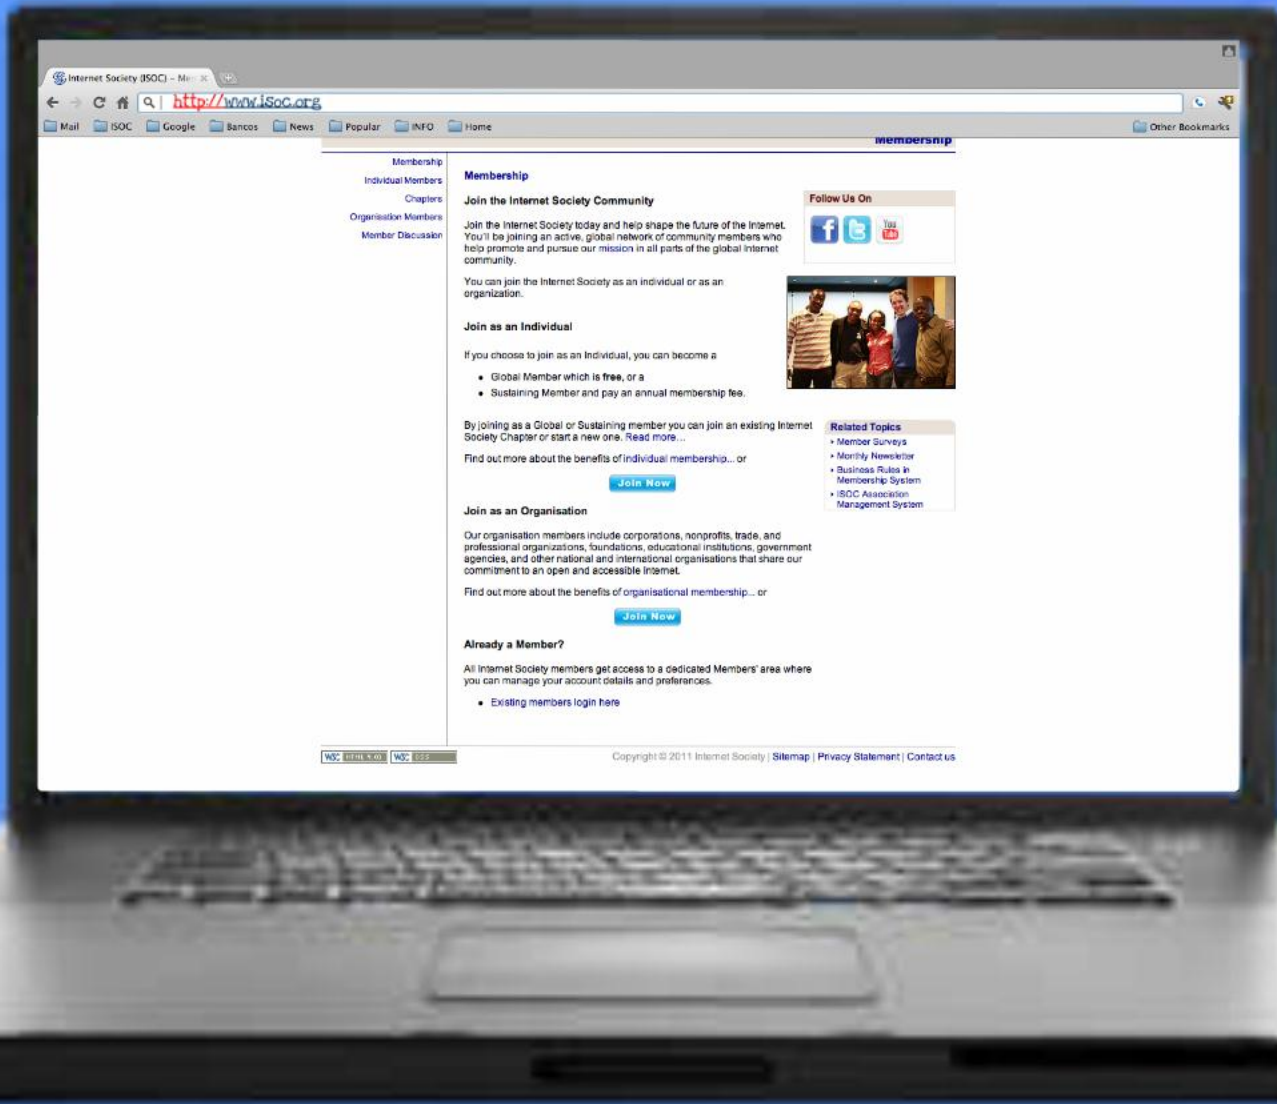 Internet Society (ISOC) – Mem
http://www.isoc.org
Mail ISOC Google Bancos News Popular INFO Home Other Bookmarks
Membership
Membership
Individual Members
Chapters
Organisation Members
Member Discussion
Membership
Join the Internet Society Community
Join the Internet Society today and help shape the future of the Internet.
You'll be joining an active, global network of community members who
help promote and pursue our mission in all parts of the global Internet
community.
You can join the Internet Society as an individual or as an
organization.
Join as an Individual
If you choose to join as an Individual, you can become a
• Global Member which is free, or a
• Sustaining Member and pay an annual membership fee.
By joining as a Global or Sustaining member you can join an existing Internet
Society Chapter or start a new one. Read more...
Find out more about the benefits of individual membership... or
Join Now
Join as an Organisation
Our organisation members include corporations, nonprofits, trade, and
professional organizations, foundations, educational institutions, government
agencies, and other national and international organisations that share our
commitment to an open and accessible Internet.
Find out more about the benefits of organisational membership... or
Join Now
Already a Member?
All Internet Society members get access to a dedicated Members' area where
you can manage your account details and preferences.
• Existing members login here
Follow Us On
You
Tube
Related Topics
Member Surveys
Monthly Newsletter
Business Rules in
Membership System
ISOC Association
Management System
W3C W3C CSS
Copyright © 2011 Internet Society | Sitemap | Privacy Statement | Contact us